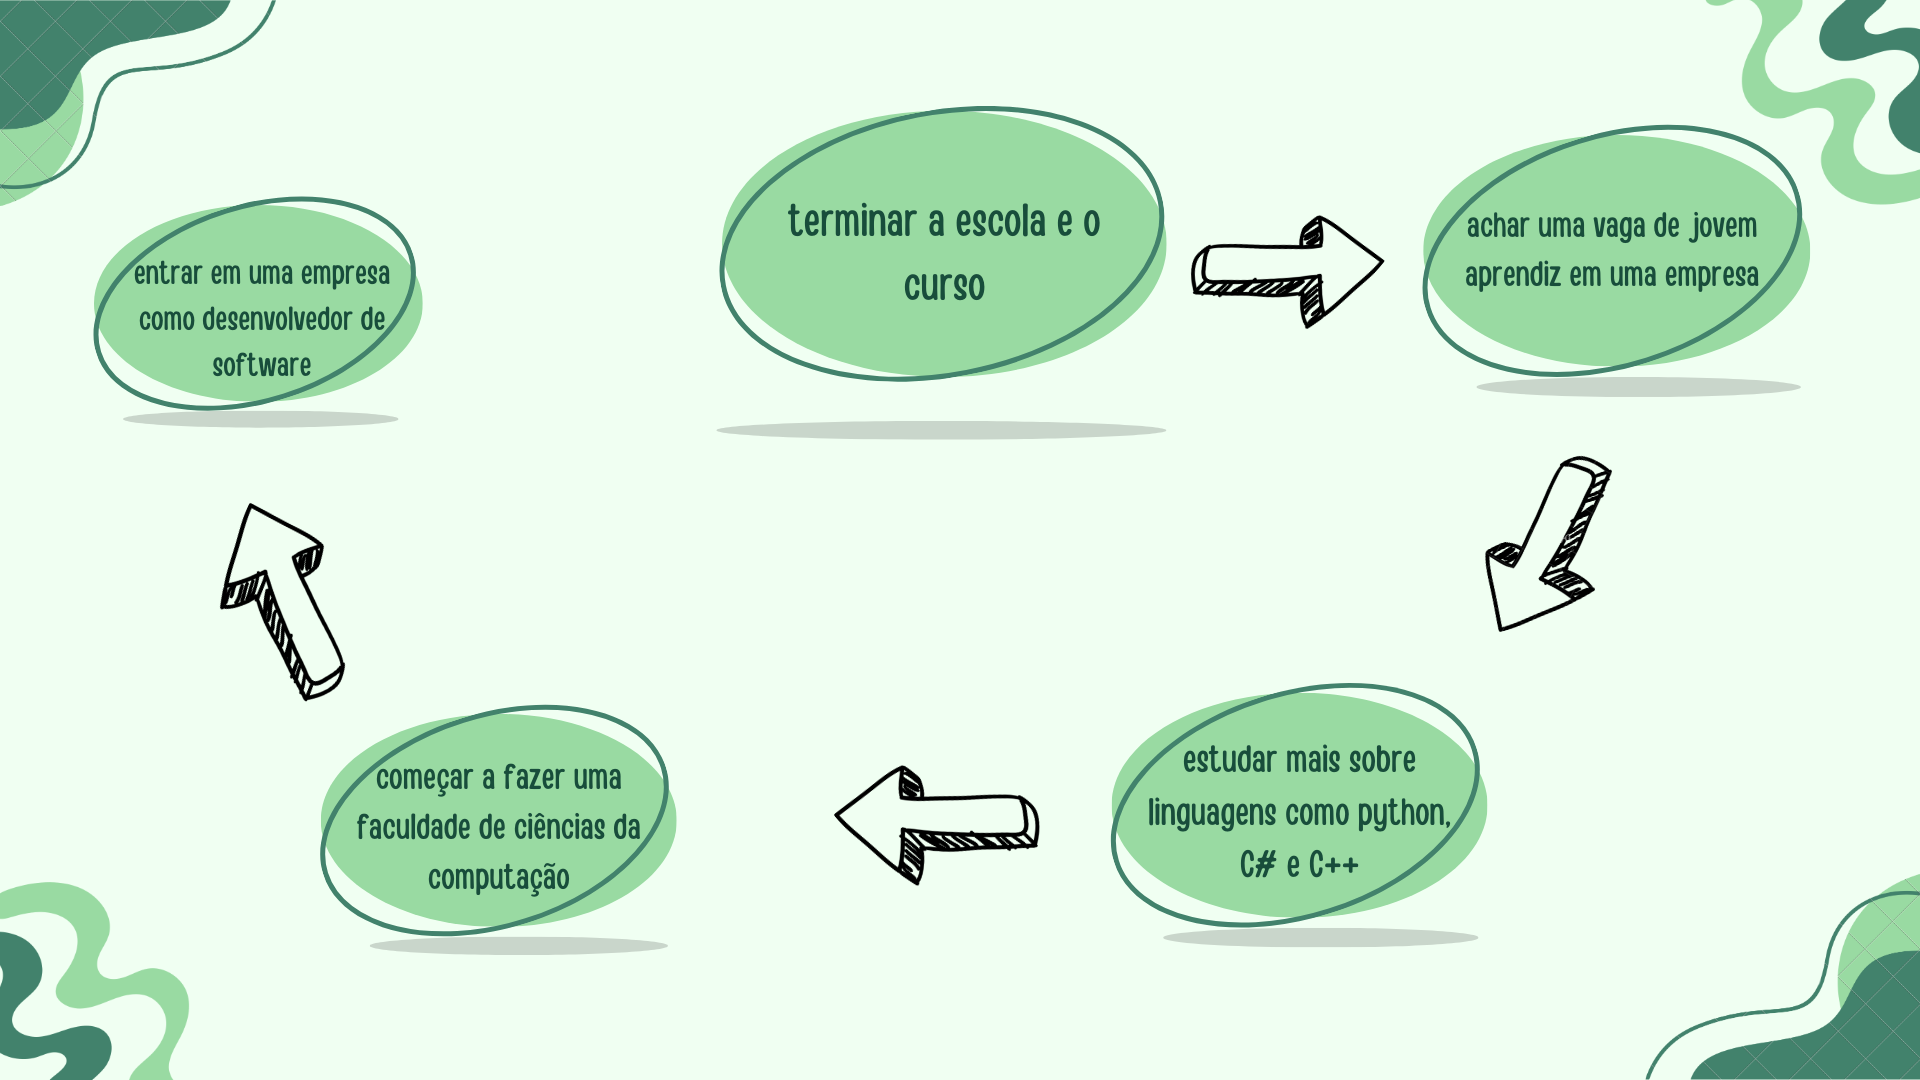 terminar a escola e o
curso
achar uma vaga de jovem
aprendiz em uma empresa
estudar mais sobre
linguagens como python,
C# e C++
começar a fazer uma
faculdade de ciências da
computação
entrar em uma empresa
como desenvolvedor de
software